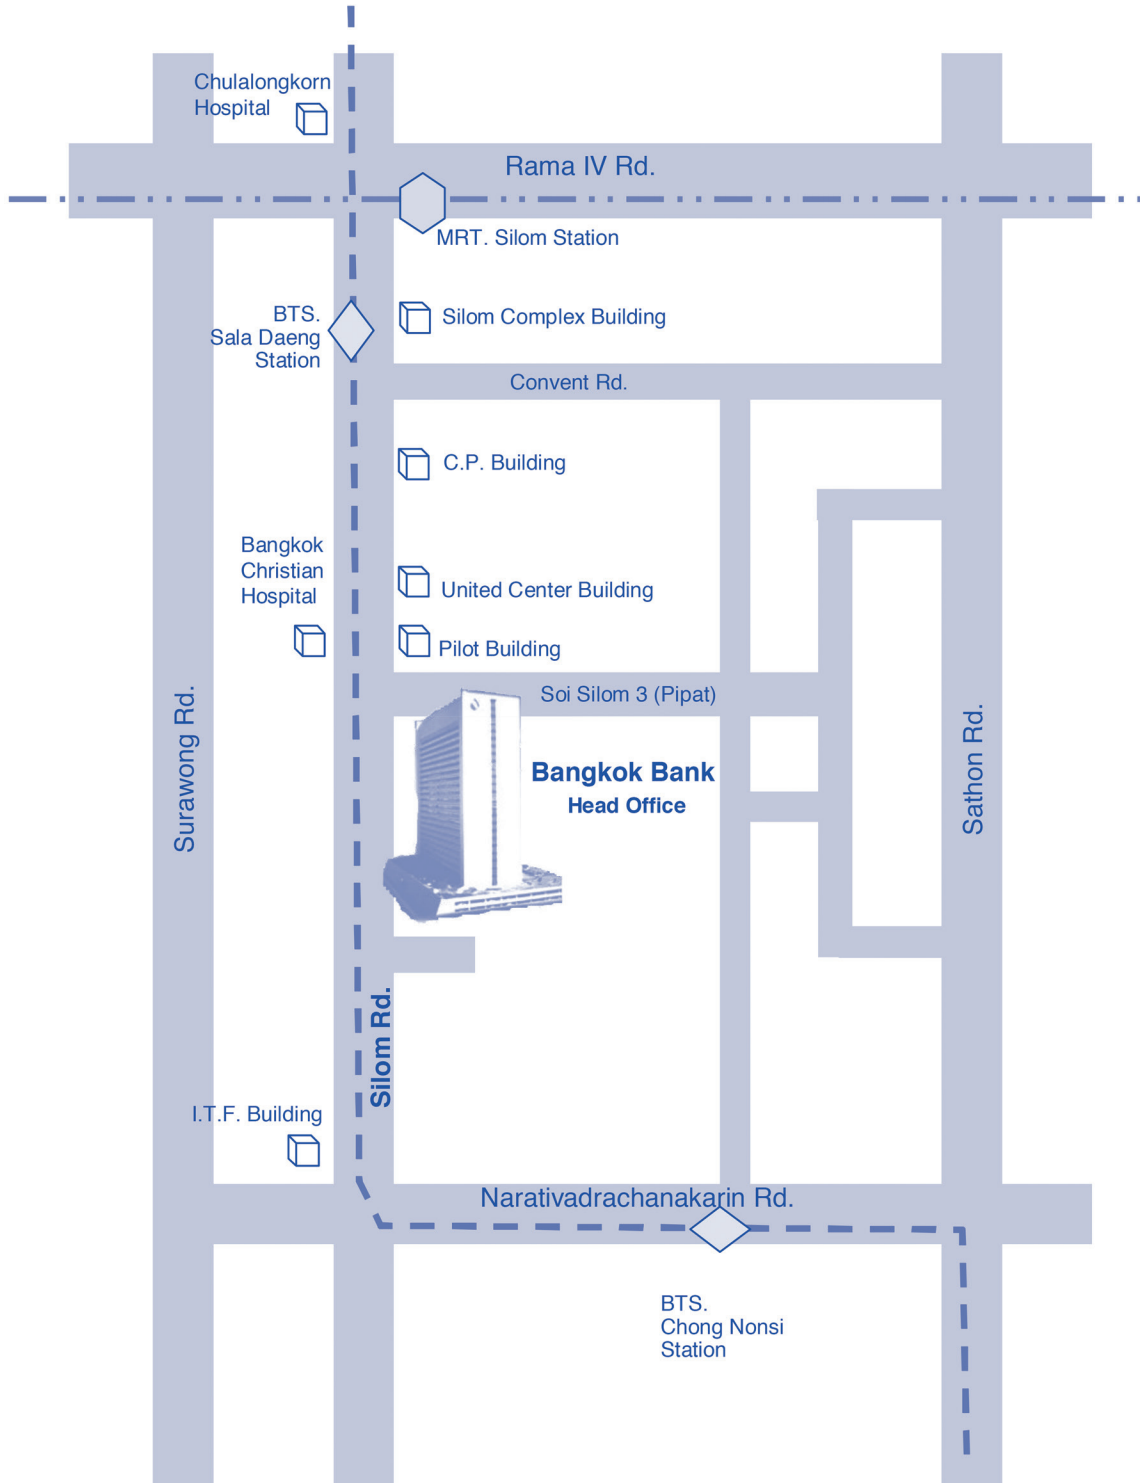 Chulalongkorn
Hospital
Rama IV Rd.
MRT. Silom Station
BTS.
Sala Daeng
Station
Silom Complex Building
Convent Rd.
C.P. Building
Bangkok
Christian
Hospital
United Center Building
Pilot Building
Soi Silom 3 (Pipat)
Surawong Rd.
Bangkok Bank
Head Office
Sathon Rd.
Silom Rd.
I.T.F. Building
Narativadrachanakarin Rd.
BTS.
Chong Nonsi
Station